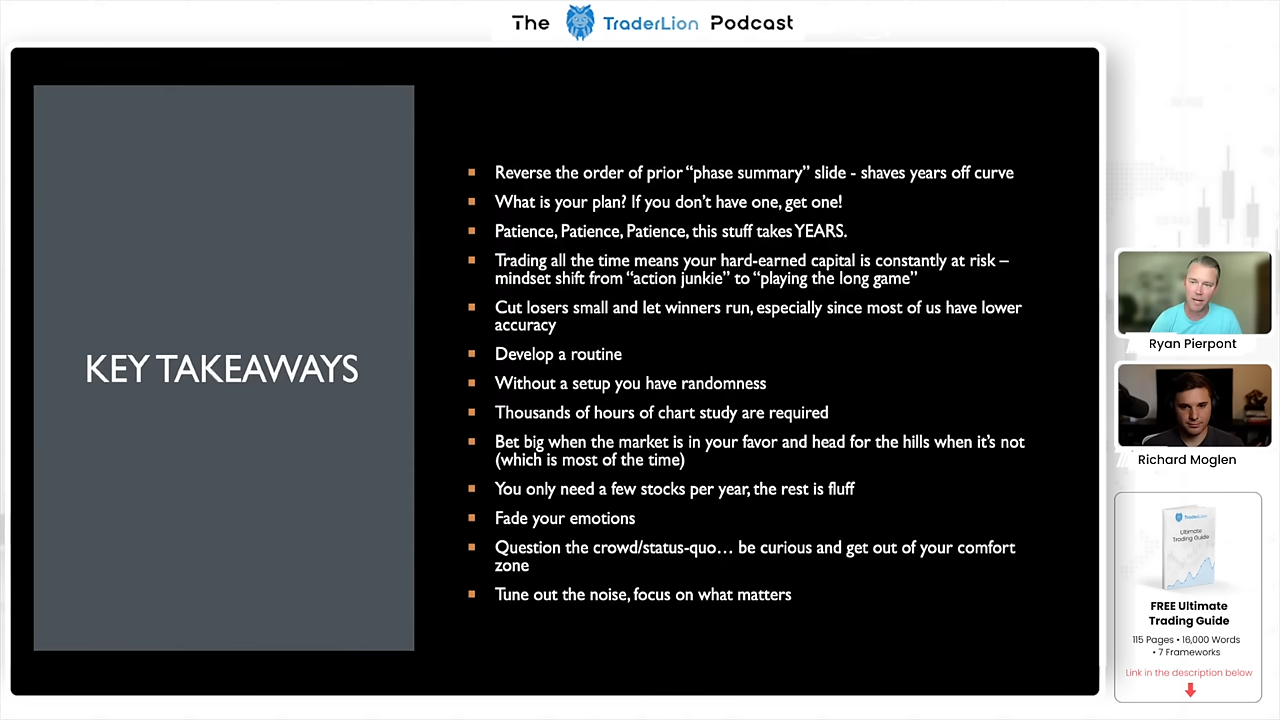 The TraderLion Podcast
KEY TAKEAWAYS
Reverse the order of prior “phase summary” slide - shaves years off curve
What is your plan? If you don’t have one, get one!
Patience, Patience, Patience, this stuff takes YEARS.
Trading all the time means your hard-earned capital is constantly at risk –
mindset shift from “action junkie” to “playing the long game”
Cut losers small and let winners run, especially since most of us have lower
accuracy
Develop a routine
Without a setup you have randomness
Thousands of hours of chart study are required
Bet big when the market is in your favor and head for the hills when it’s not
(which is most of the time)
You only need a few stocks per year, the rest is fluff
Fade your emotions
Question the crowd/status-quo… be curious and get out of your comfort
zone
Tune out the noise, focus on what matters
Ryan Pierpont
Richard Moglen
TraderLion
Ultimate
Trading Guide
FREE Ultimate
Trading Guide
115 Pages • 16,000 Words
• 7 Frameworks
Link in the description below